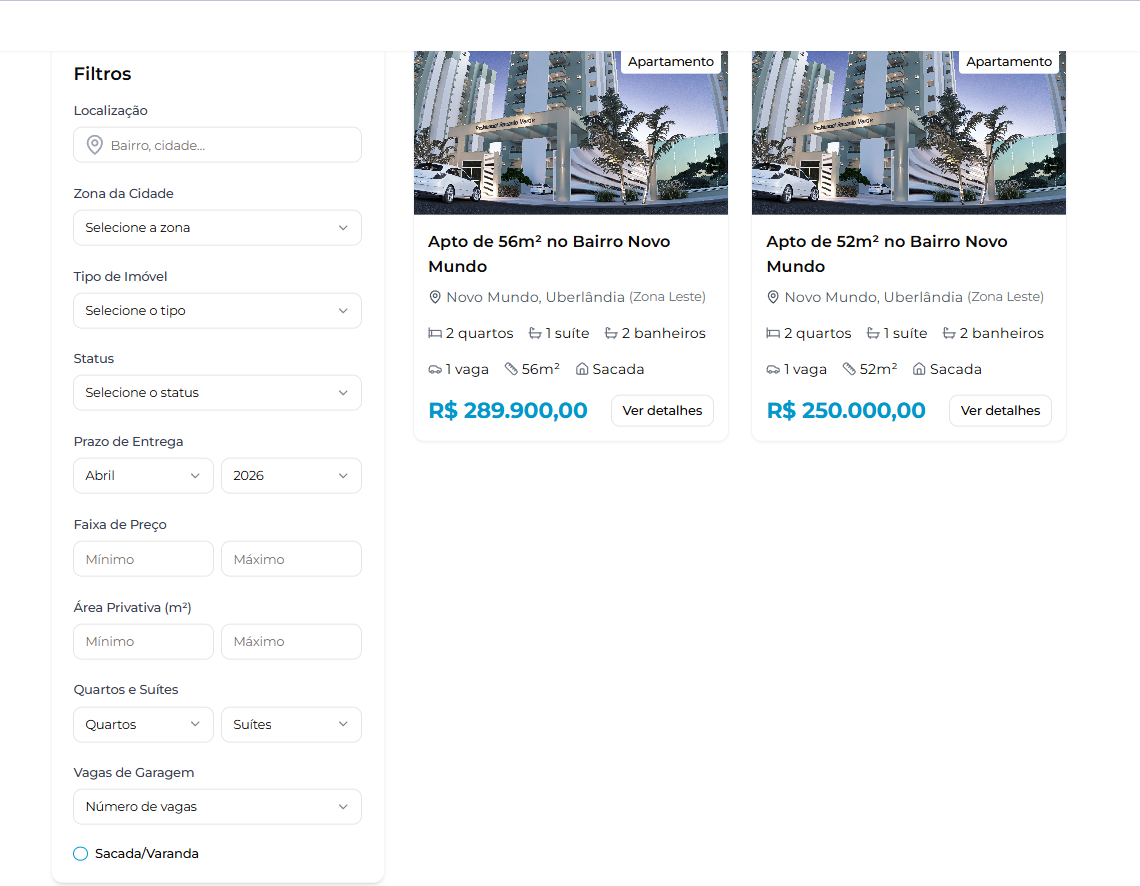 Filtros
Localização
Bairro, cidade...
Zona da Cidade
Selecione a zona
Tipo de Imóvel
Selecione o tipo
Status
Selecione o status
Prazo de Entrega
Abril
2026
Faixa de Preço
Mínimo
Máximo
Área Privativa (m²)
Mínimo
Máximo
Quartos e Suítes
Quartos
Suítes
Vagas de Garagem
Número de vagas
Sacada/Varanda
Apartamento
Apto de 56m² no Bairro Novo
Mundo
Novo Mundo, Uberlândia (Zona Leste)
2 quartos 1 suíte 2 banheiros
1 vaga 56m² Sacada
R$ 289.900,00
Ver detalhes
Apartamento
Apto de 52m² no Bairro Novo
Mundo
Novo Mundo, Uberlândia (Zona Leste)
2 quartos 1 suíte 2 banheiros
1 vaga 52m² Sacada
R$ 250.000,00
Ver detalhes